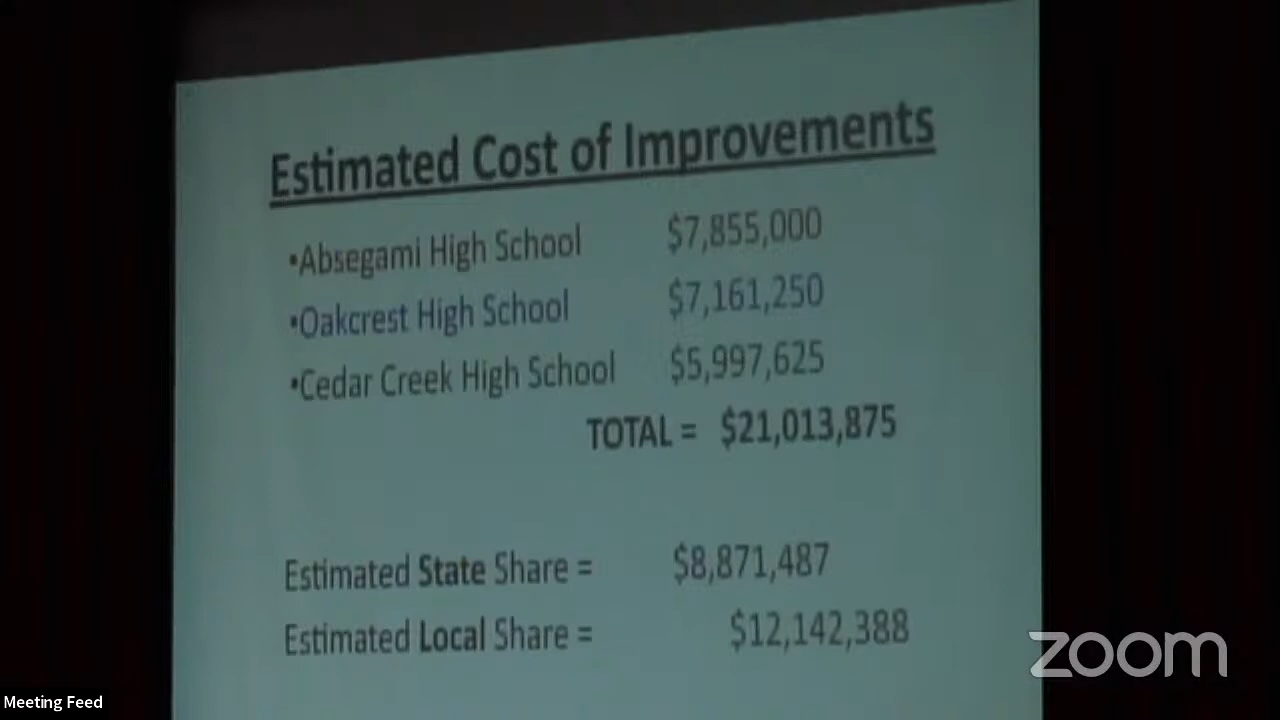 Estimated Cost of Improvements
•Absegami High School $7,855,000
•Oakcrest High School $7,161,250
•Cedar Creek High School $5,997,625
TOTAL = $21,013,875
Estimated State Share = $8,871,487
Estimated Local Share = $12,142,388
zoom
Meeting Feed